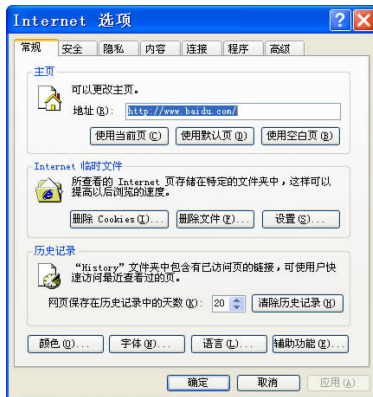 Internet 选项
常规 安全 隐私 内容 连接 程序 高级
主页
可以更改主页。
地址(R): http://www.baidu.com/
使用当前页(C) 使用默认页(D) 使用空白页(B)
Internet 临时文件
所查看的 Internet 页存储在特定的文件夹中，这样可以
提高以后浏览的速度。
删除 Cookies(I)... 删除文件(F)... 设置(S)...
历史记录
“History”文件夹中包含有已访问页的链接，可使用户快
速访问最近查看过的页。
网页保存在历史记录中的天数(K): 20 清除历史记录(H)
颜色(O)... 字体(N)... 语言(L)... 辅助功能(E)...
确定 取消 应用(A)